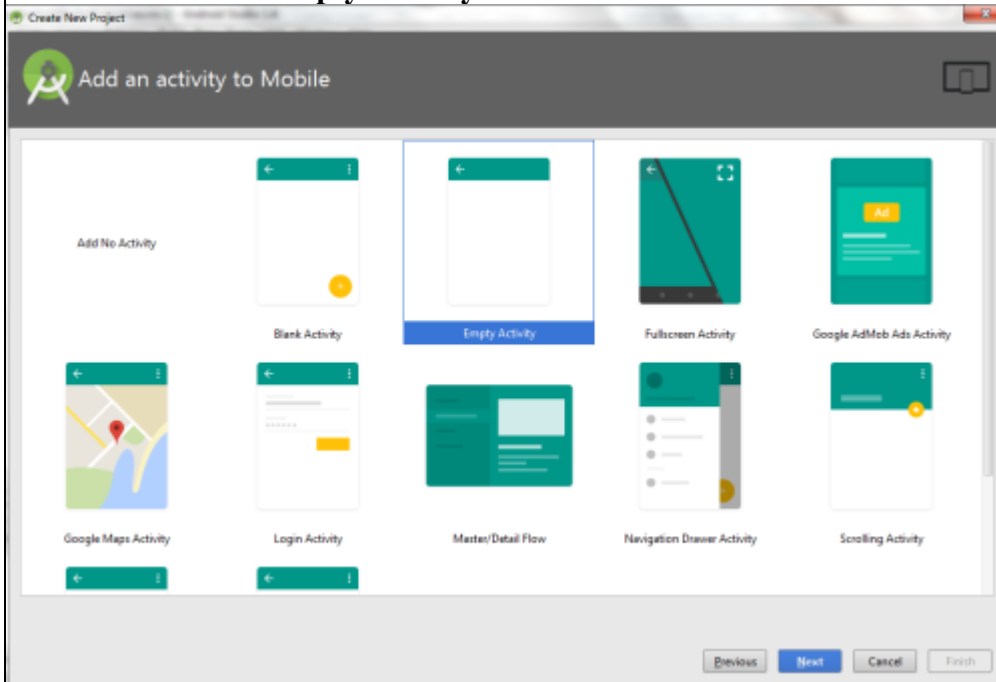 Create New Project
Add an activity to Mobile
Ad
Add No Activity
Blank Activity
Empty Activity
Fullscreen Activity
Google AdMob Ads Activity
Google Maps Activity
Login Activity
Master/Detail Flow
Navigation Drawer Activity
Scrolling Activity
Previous
Next
Cancel
Finish